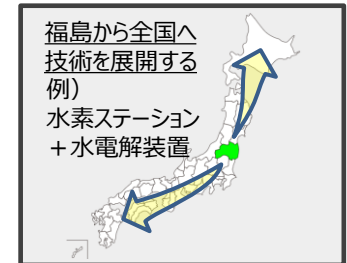 福島から全国へ
技術を展開する
例）
水素ステーション
＋水電解装置